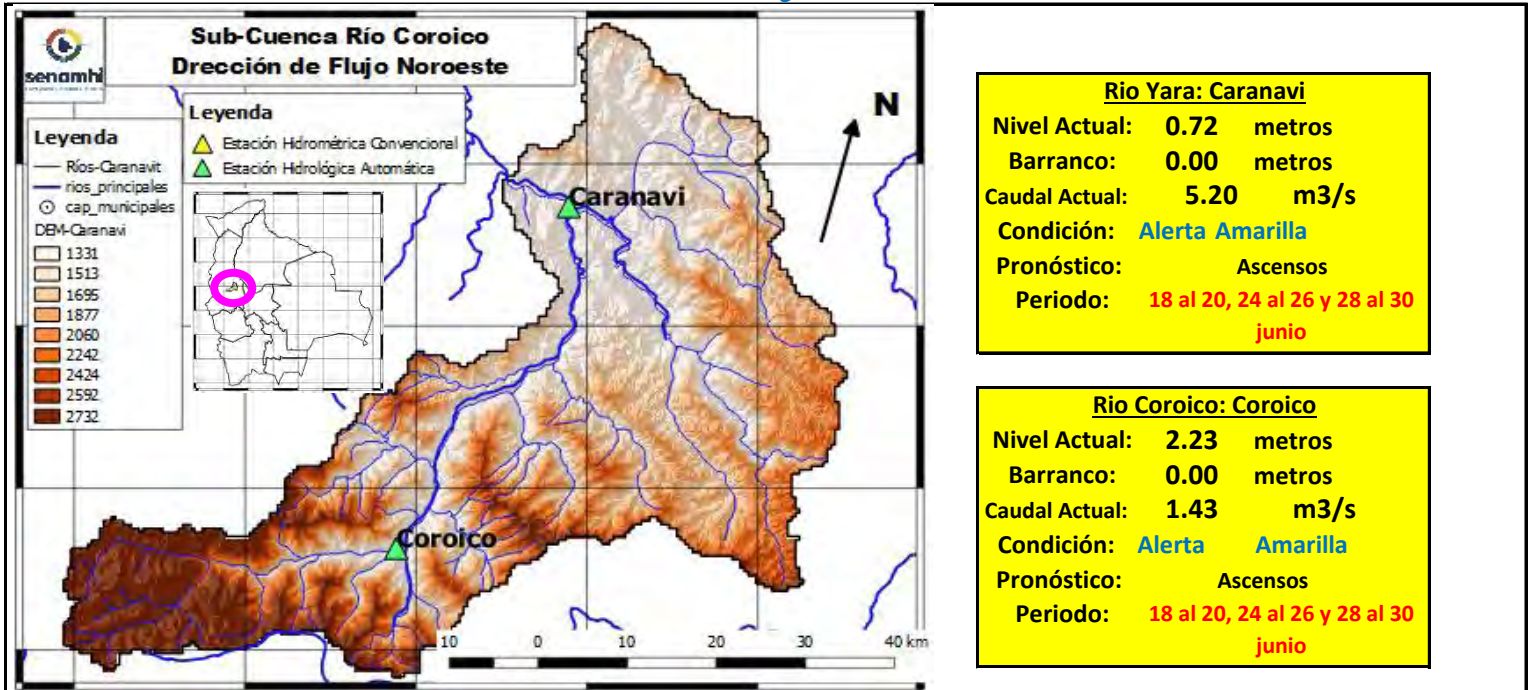 Sub-Cuenca Río Coroico
Drección de Flujo Noroeste
senamhi
Leyenda
Estación Hidrométrica Convencional
Estación Hidrológica Automática
Leyenda
Ríos-Caranavit
rios_principales
cap_municipales
DEM-Caranavi
1331
1513
1695
1877
2060
2242
2424
2592
2732
N
Caranavi
Coroico
10 0 10 20 30 40 km
Rio Yara: Caranavi
Nivel Actual: 0.72 metros
Barranco: 0.00 metros
Caudal Actual: 5.20 m3/s
Condición: Alerta Amarilla
Pronóstico: Ascensos
Periodo: 18 al 20, 24 al 26 y 28 al 30
junio
Rio Coroico: Coroico
Nivel Actual: 2.23 metros
Barranco: 0.00 metros
Caudal Actual: 1.43 m3/s
Condición: Alerta Amarilla
Pronóstico: Ascensos
Periodo: 18 al 20, 24 al 26 y 28 al 30
junio